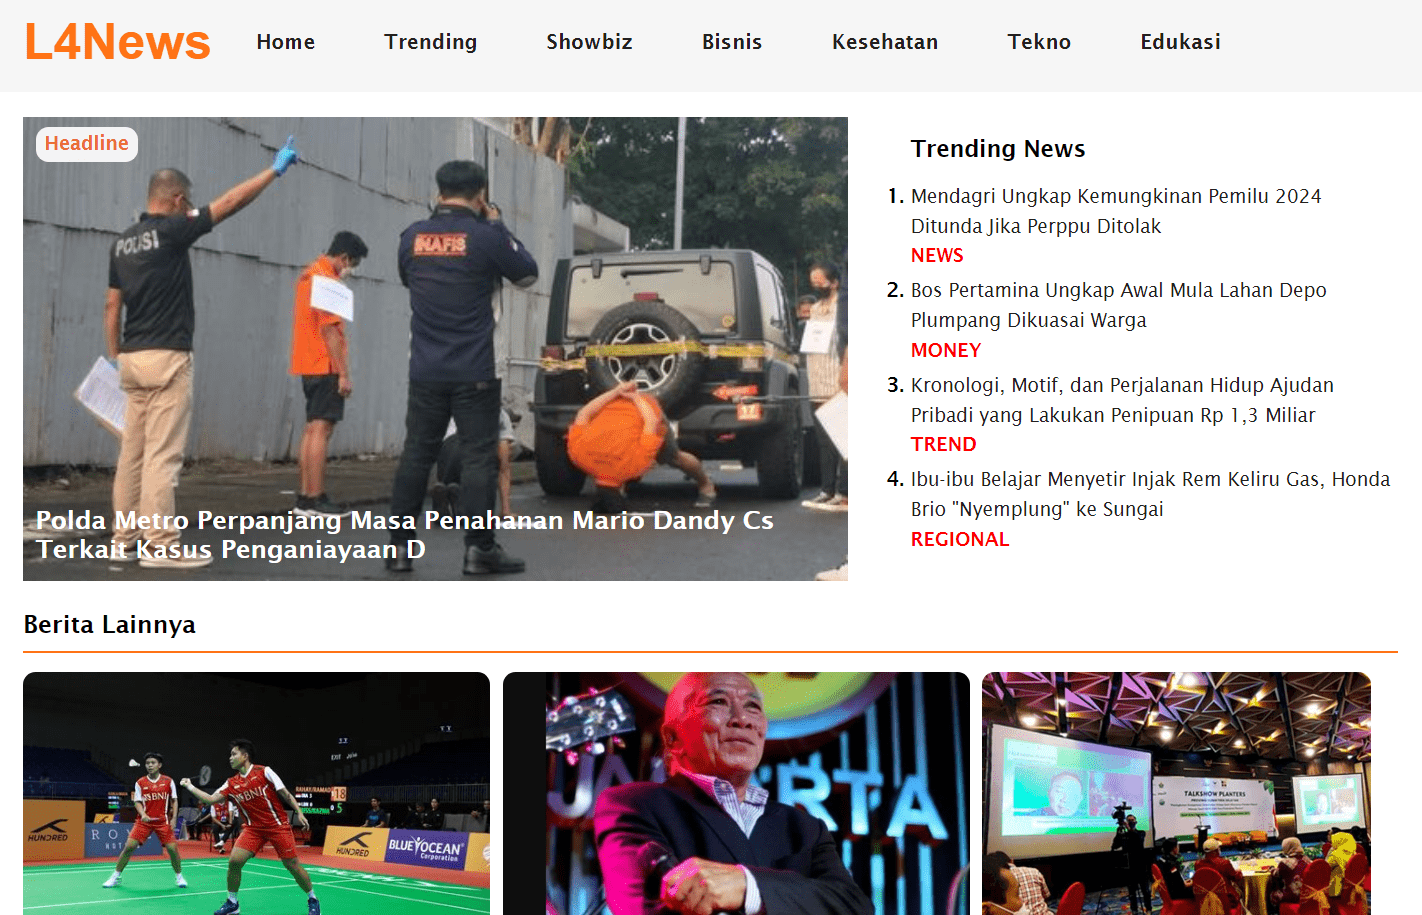 L4News
Home
Trending
Showbiz
Bisnis
Kesehatan
Tekno
Edukasi
Headline
POLISI
INAFIS
17
Polda Metro Perpanjang Masa Penahanan Mario Dandy Cs
Terkait Kasus Penganiayaan D
Trending News
1. Mendagri Ungkap Kemungkinan Pemilu 2024
Ditunda Jika Perppu Ditolak
NEWS
2. Bos Pertamina Ungkap Awal Mula Lahan Depo
Plumpang Dikuasai Warga
MONEY
3. Kronologi, Motif, dan Perjalanan Hidup Ajudan
Pribadi yang Lakukan Penipuan Rp 1,3 Miliar
TREND
4. Ibu-ibu Belajar Menyetir Injak Rem Keliru Gas, Honda
Brio "Nyemplung" ke Sungai
REGIONAL
Berita Lainnya
HUNDRED
BNI
BNI
18
5
HUNDRED
BLUEYOCEAN
Corporation
TALKSHOW PLANTERS